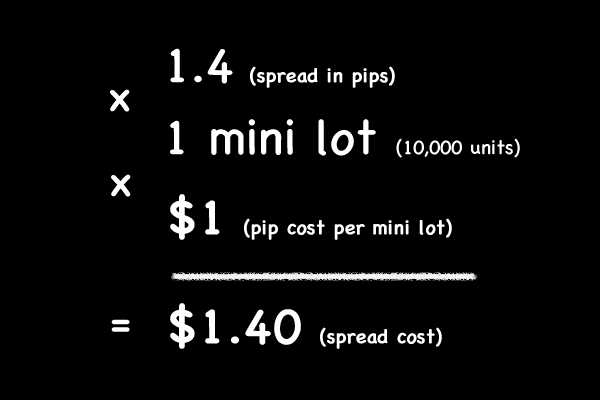 1.4 (spread in pips)
x
1 mini lot (10,000 units)
x
$1 (pip cost per mini lot)
= $1.40 (spread cost)